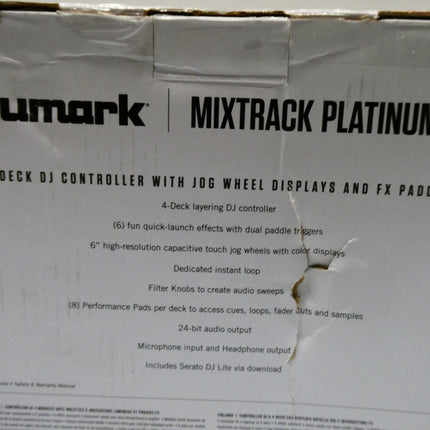 umark
MIXTRACK PLATINUM
DECK DJ CONTROLLER WITH JOG WHEEL DISPLAYS AND FX PADD
4-Deck layering DJ controller
(6) fun quick-launch effects with dual paddle triggers
6" high-resolution capacitive touch jog wheels with color displays
Dedicated instant loop
Filter Knobs to create audio sweeps
(8) Performance Pads per deck to access cues, loops, fader cuts and samples
24-bit audio output
Microphone input and Headphone output
Includes Serato DJ Lite via download
• Safety & Warranty Manual